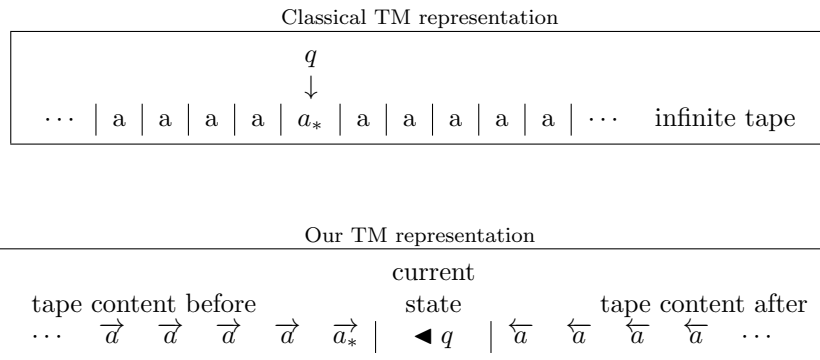 Classical TM representation
q
↓
⋯ | a | a | a | a | a⁎ | a | a | a | a | a | ⋯ infinite tape
Our TM representation
current
tape content before state tape content after
⋯ a⃗ a⃗ a⃗ a⃗ a⃗⁎ | ◄ q | a⃖ a⃖ a⃖ a⃖ ⋯